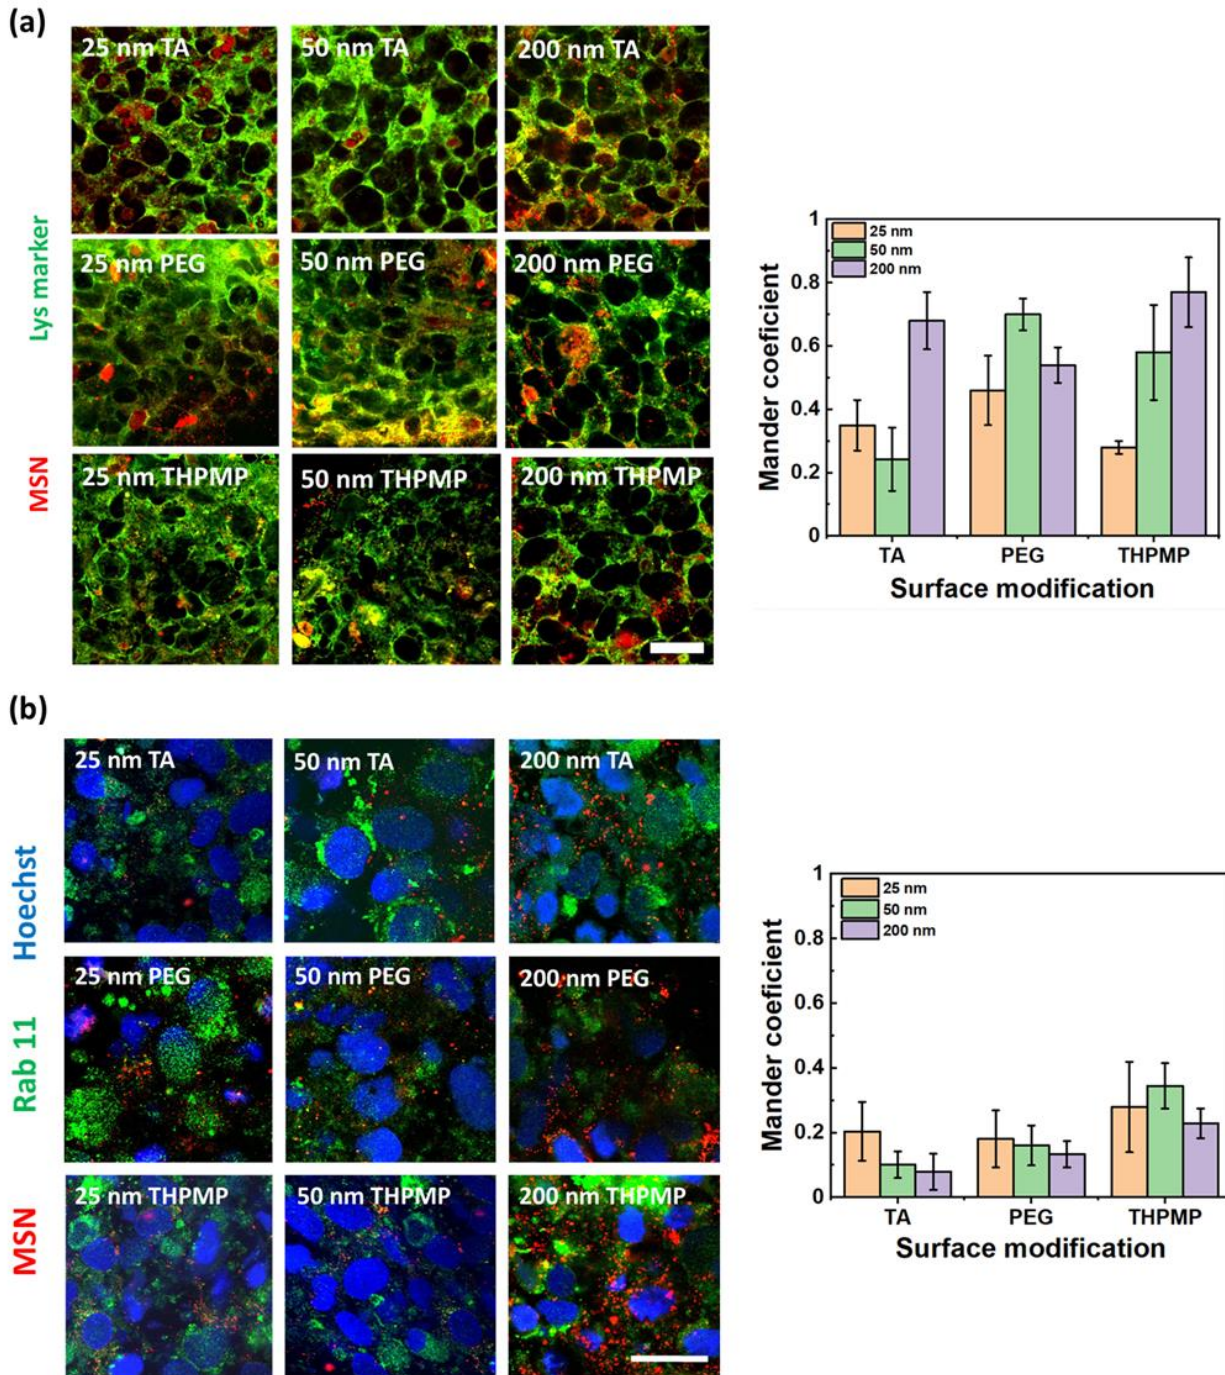 (a)
25 nm TA
50 nm TA
200 nm TA
25 nm PEG
50 nm PEG
200 nm PEG
25 nm THPMP
50 nm THPMP
200 nm THPMP
Lys marker
MSN
Mander coeficient
1
0.8
0.6
0.4
0.2
0
25 nm
50 nm
200 nm
TA
PEG
THPMP
Surface modification
(b)
25 nm TA
50 nm TA
200 nm TA
25 nm PEG
50 nm PEG
200 nm PEG
25 nm THPMP
50 nm THPMP
200 nm THPMP
Hoechst
Rab 11
MSN
Mander coeficient
1
0.8
0.6
0.4
0.2
0
25 nm
50 nm
200 nm
TA
PEG
THPMP
Surface modification